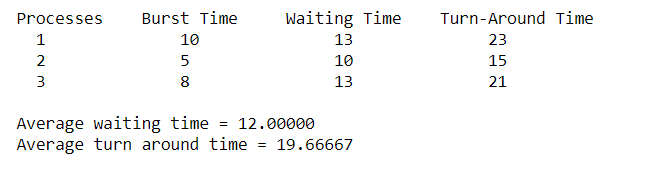 Processes Burst Time Waiting Time Turn-Around Time
1 10 13 23
2 5 10 15
3 8 13 21
Average waiting time = 12.00000
Average turn around time = 19.66667